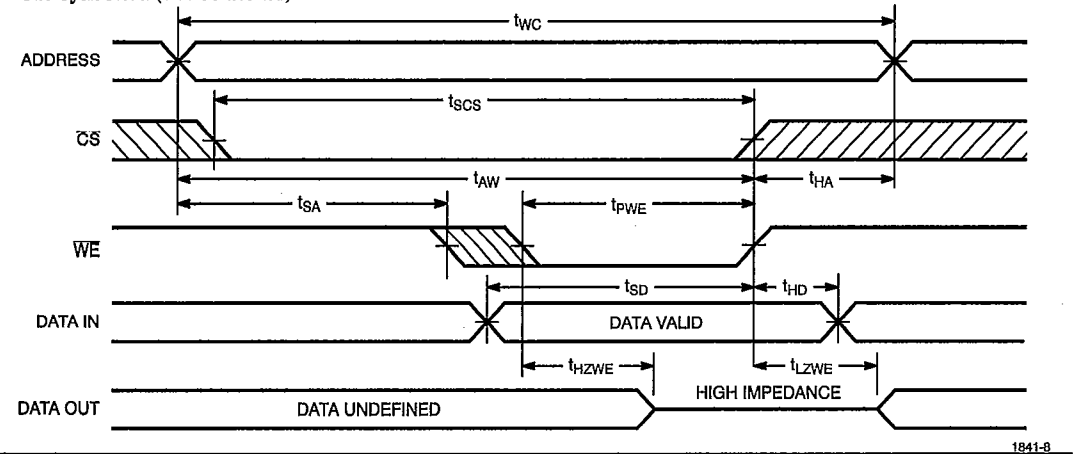 tWC
ADDRESS
tSCS
CS
tAW
tHA
tSA
tPWE
WE
tSD
tHD
DATA IN
DATA VALID
tHZWE
tLZWE
HIGH IMPEDANCE
DATA OUT
DATA UNDEFINED
1841-8